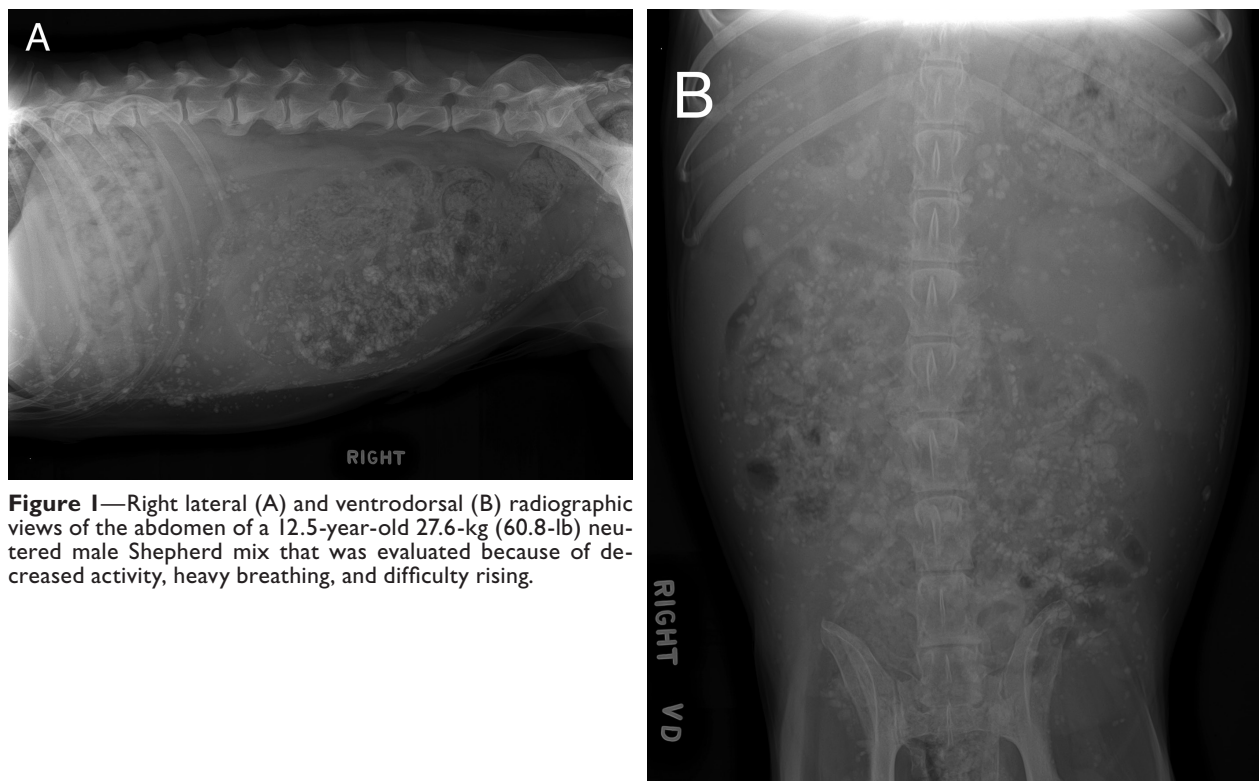 A
RIGHT
Figure 1—Right lateral (A) and ventrodorsal (B) radiographic
views of the abdomen of a 12.5-year-old 27.6-kg (60.8-lb) neu-
tered male Shepherd mix that was evaluated because of de-
creased activity, heavy breathing, and difficulty rising.
B
RIGHT VD